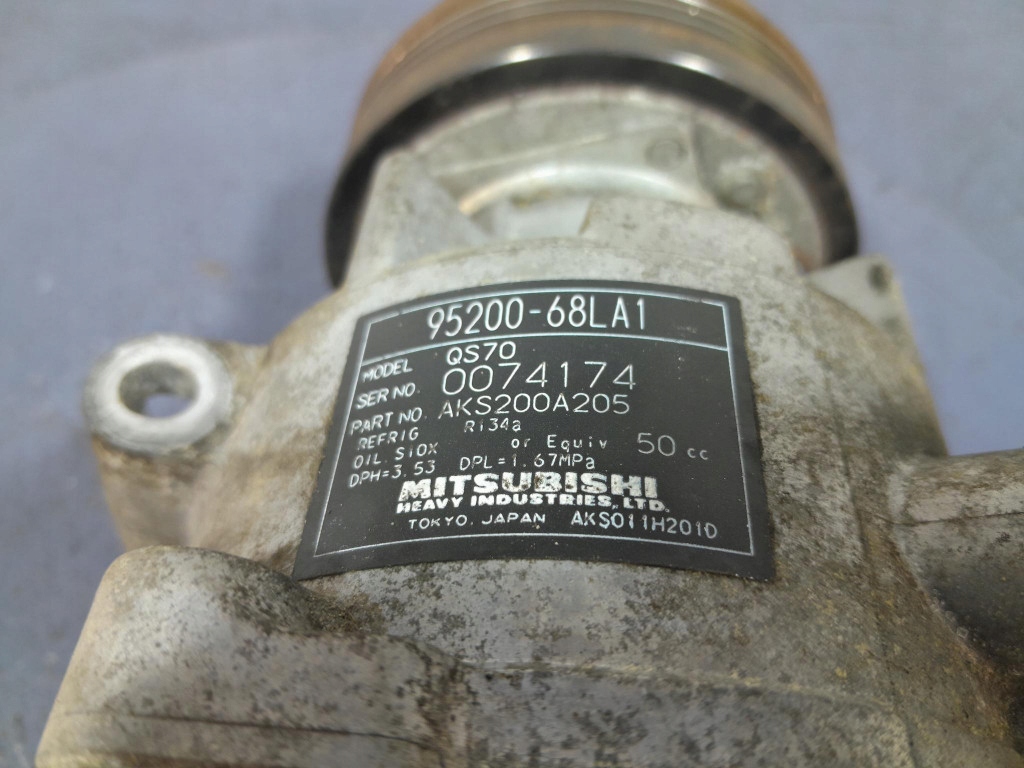 95200-68LA1
MODEL QS70
SER NO. 0074174
PART NO. AKS200A205
REFRIG R134a
OIL. SIOX or Equiv 50 cc
DPH=3.53 DPL=1.67MPa
MITSUBISHI
HEAVY INDUSTRIES, LTD.
TOKYO, JAPAN AKS011H201D